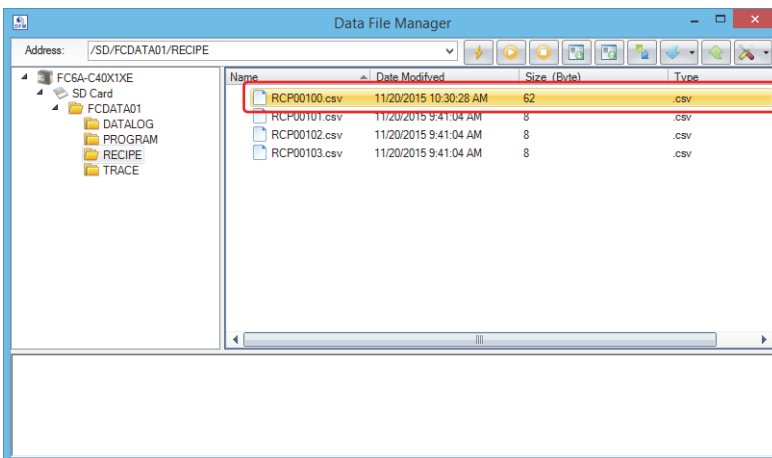 DFM
Data File Manager
Address: /SD/FCDATA01/RECIPE
FC6A-C40X1XE
SD Card
FCDATA01
DATALOG
PROGRAM
RECIPE
TRACE
Name Date Modifved Size (Byte) Type
RCP00100.csv 11/20/2015 10:30:28 AM 62 .csv
RCP00101.csv 11/20/2015 9:41:04 AM 8 .csv
RCP00102.csv 11/20/2015 9:41:04 AM 8 .csv
RCP00103.csv 11/20/2015 9:41:04 AM 8 .csv